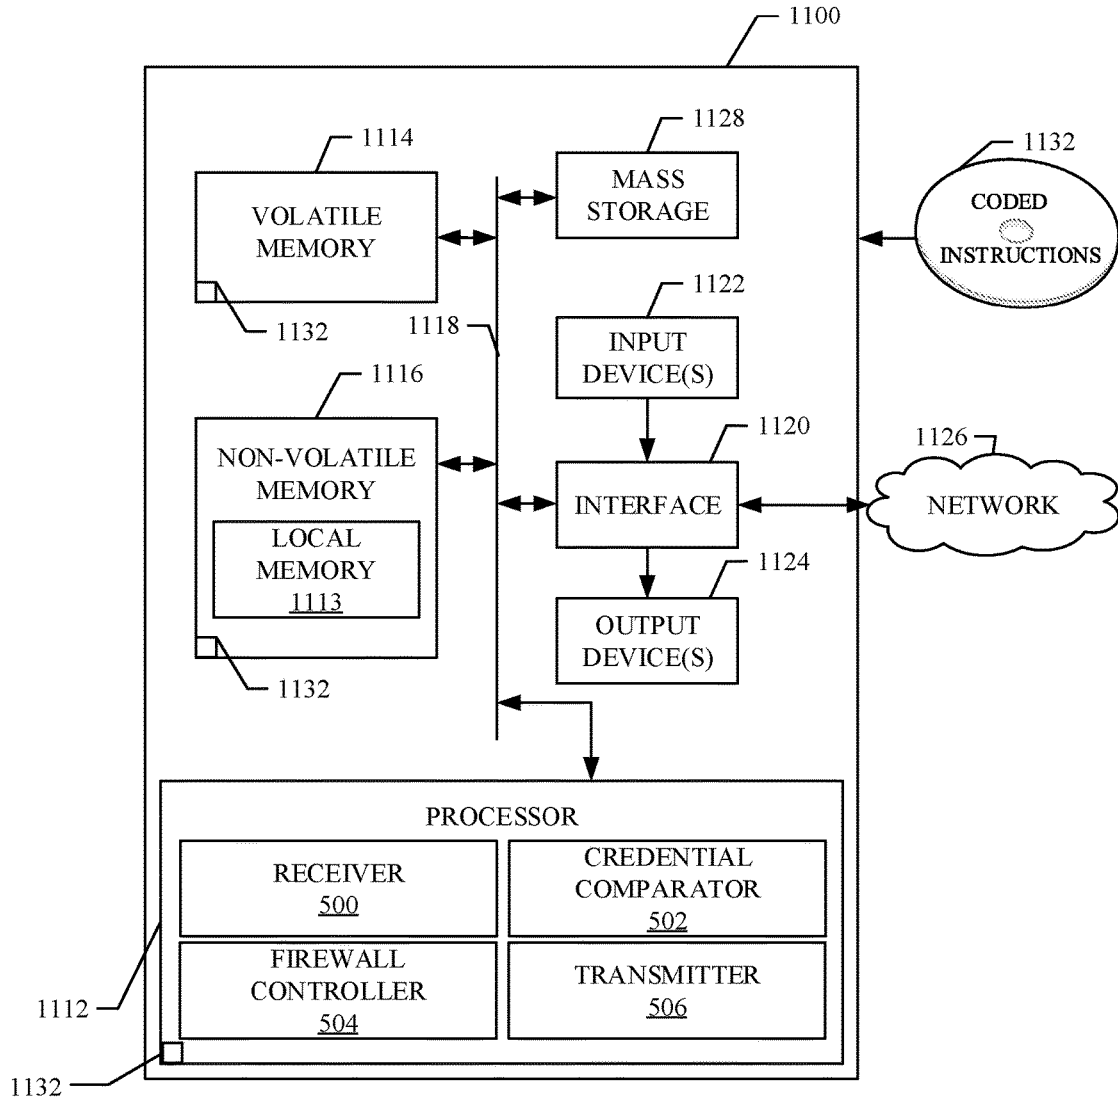 1100
1114
VOLATILE
MEMORY
1132
1128
MASS
STORAGE
1132
CODED
INSTRUCTIONS
1118
1122
INPUT
DEVICE(S)
1116
NON-VOLATILE
MEMORY
LOCAL
MEMORY
1113
1132
1120
INTERFACE
1126
NETWORK
1124
OUTPUT
DEVICE(S)
PROCESSOR
RECEIVER
500
CREDENTIAL
COMPARATOR
502
FIREWALL
CONTROLLER
504
TRANSMITTER
506
1112
1132